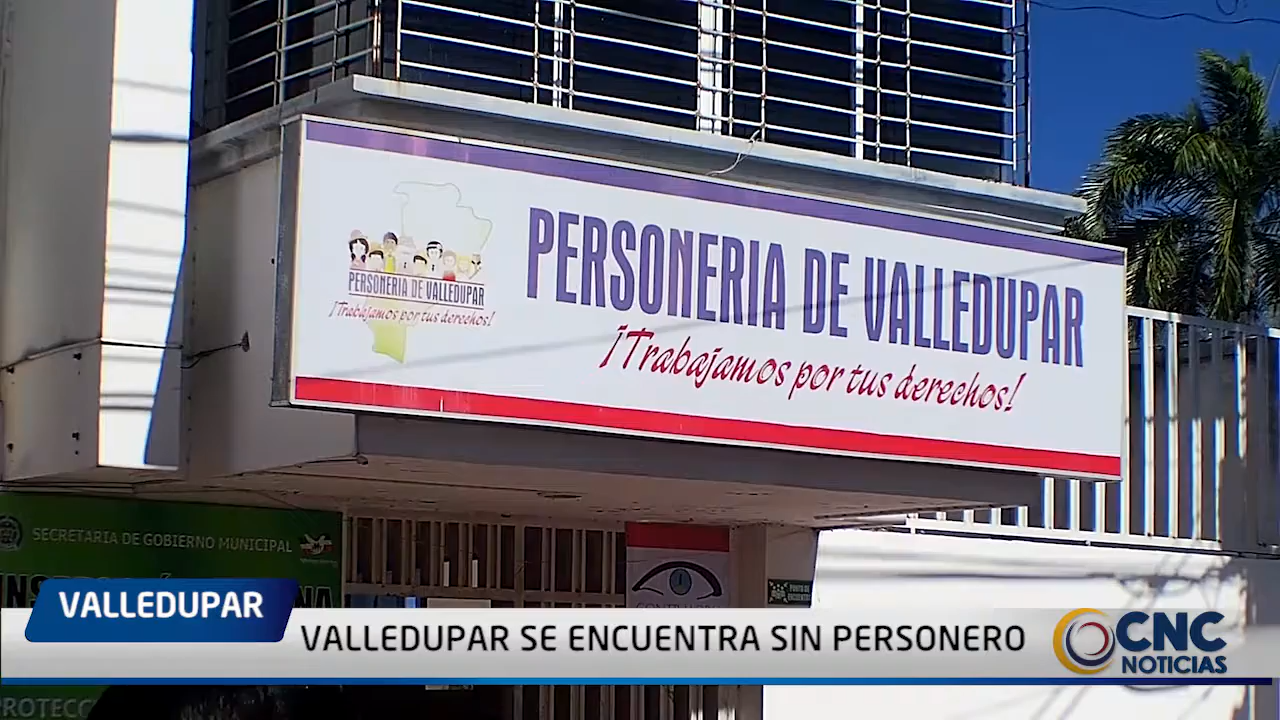 PERSONERIA DE VALLEDUPAR
¡Trabajamos por tus derechos!
PERSONERIA DE VALLEDUPAR
¡Trabajamos por tus derechos!
SECRETARIA DE GOBIERNO MUNICIPAL
VALLEDUPAR
VALLEDUPAR SE ENCUENTRA SIN PERSONERO
CNC
NOTICIAS